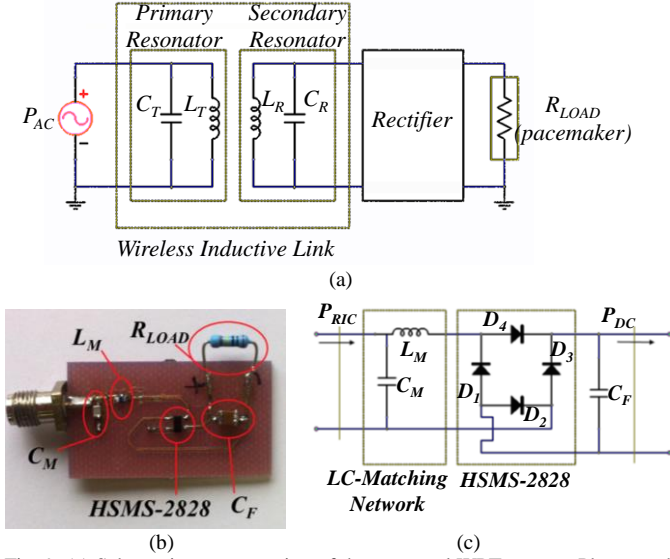 Primary
Resonator
Secondary
Resonator
P_AC
+
−
C_T L_T
L_R C_R
Rectifier
R_LOAD
(pacemaker)
Wireless Inductive Link
(a)
L_M
R_LOAD
+
-
C_M
HSMS-2828
C_F
(b)
P_RIC
L_M
C_M
D_4
D_3
D_1
D_2
P_DC
C_F
LC-Matching
Network
HSMS-2828
(c)